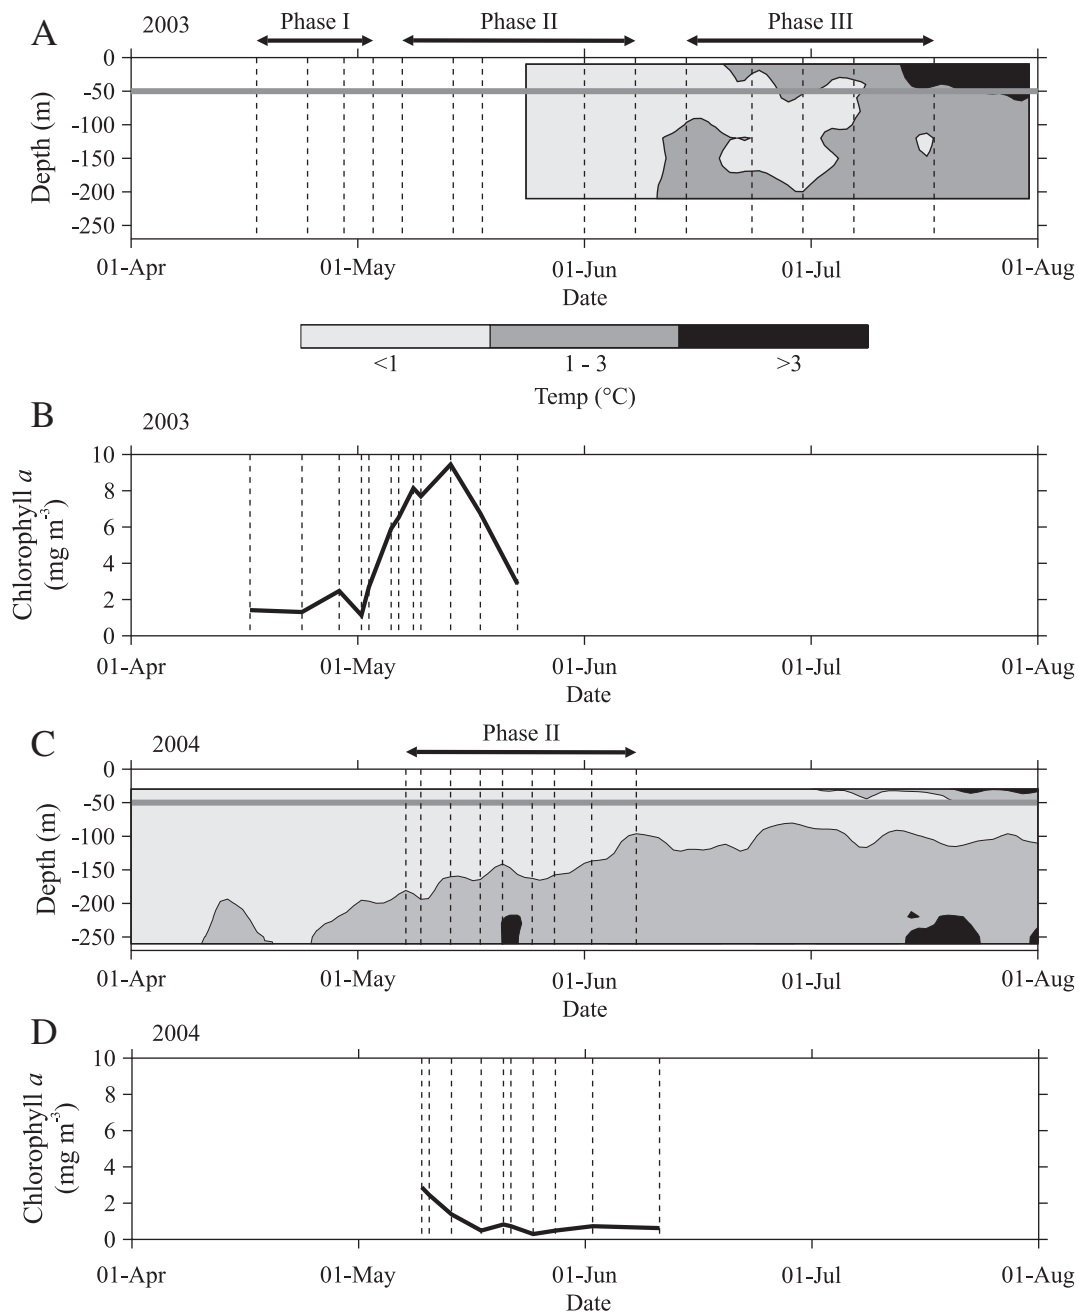 A
2003
Phase I
Phase II
Phase III
0
-50
-100
-150
-200
-250
Depth (m)
01-Apr
01-May
01-Jun
01-Jul
01-Aug
Date
<1
1 - 3
>3
Temp (°C)
B
2003
10
8
6
4
2
0
Chlorophyll a
(mg m⁻³)
01-Apr
01-May
01-Jun
01-Jul
01-Aug
Date
C
2004
Phase II
0
-50
-100
-150
-200
-250
Depth (m)
01-Apr
01-May
01-Jun
01-Jul
01-Aug
Date
D
2004
10
8
6
4
2
0
Chlorophyll a
(mg m⁻³)
01-Apr
01-May
01-Jun
01-Jul
01-Aug
Date